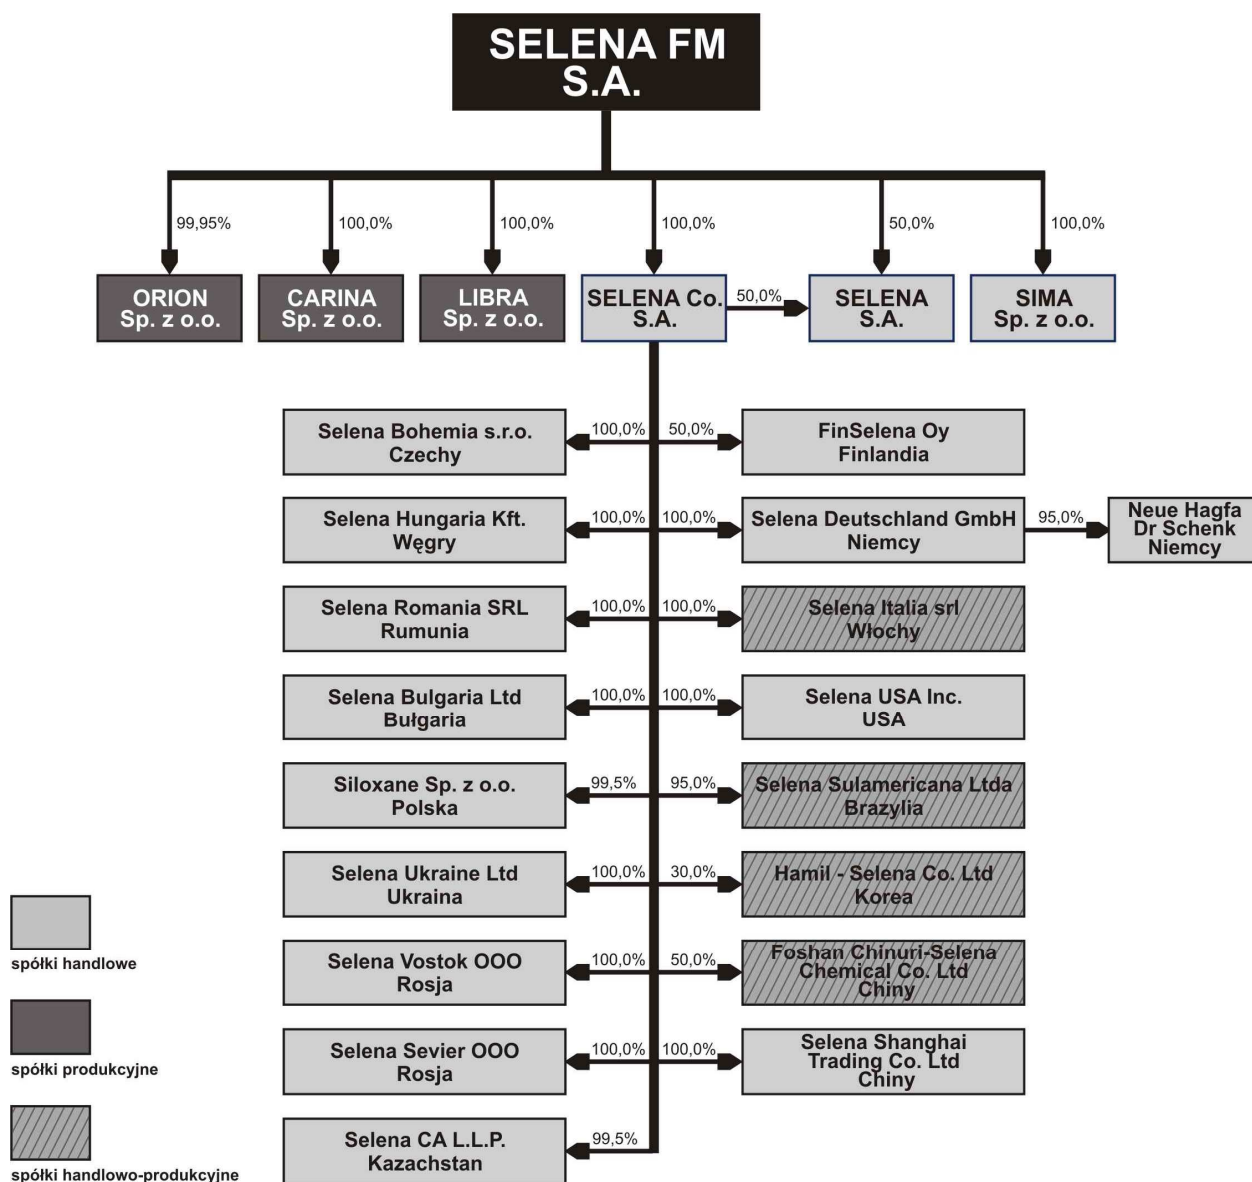 SELENA FM
S.A.
99,95%
100,0%
100,0%
100,0%
50,0%
100,0%
ORION
Sp. z o.o.
CARINA
Sp. z o.o.
LIBRA
Sp. z o.o.
SELENA Co.
S.A.
50,0%
SELENA
S.A.
SIMA
Sp. z o.o.
Selena Bohemia s.r.o.
Czechy
100,0%
50,0%
FinSelena Oy
Finlandia
Selena Hungaria Kft.
Węgry
100,0%
100,0%
Selena Deutschland GmbH
Niemcy
95,0%
Neue Hagfa
Dr Schenk
Niemcy
Selena Romania SRL
Rumunia
100,0%
100,0%
Selena Italia srl
Włochy
Selena Bulgaria Ltd
Bułgaria
100,0%
100,0%
Selena USA Inc.
USA
Siloxane Sp. z o.o.
Polska
99,5%
95,0%
Selena Sulamericana Ltda
Brazylia
Selena Ukraine Ltd
Ukraina
100,0%
30,0%
Hamil - Selena Co. Ltd
Korea
Selena Vostok OOO
Rosja
100,0%
50,0%
Foshan Chinuri-Selena
Chemical Co. Ltd
Chiny
Selena Sevier OOO
Rosja
100,0%
100,0%
Selena Shanghai
Trading Co. Ltd
Chiny
Selena CA L.L.P.
Kazachstan
99,5%
spółki handlowe
spółki produkcyjne
spółki handlowo-produkcyjne